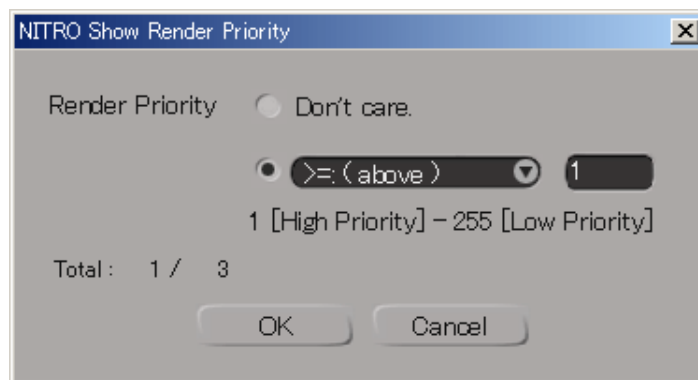 NITRO Show Render Priority
Render Priority Don't care.
>=:(above) 1
1 [High Priority] - 255 [Low Priority]
Total : 1 / 3
OK Cancel